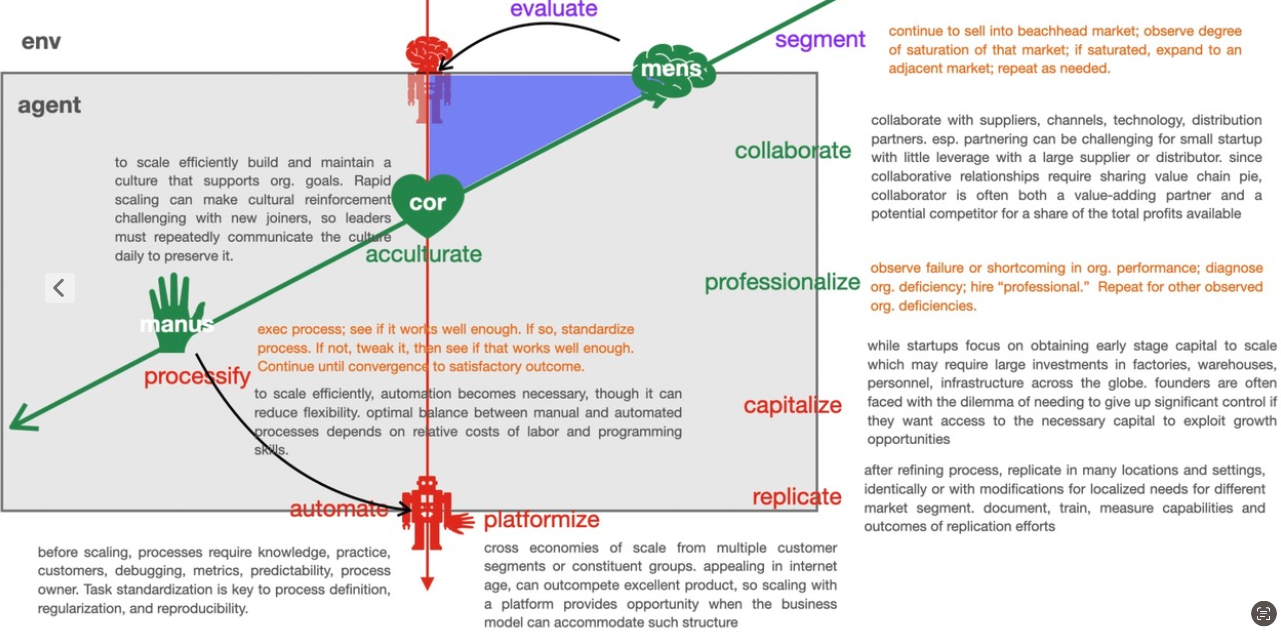 evaluate
env
segment
continue to sell into beachhead market; observe degree
of saturation of that market; if saturated, expand to an
adjacent market; repeat as needed.
mens
agent
collaborate with suppliers, channels, technology, distribution
partners. esp. partnering can be challenging for small startup
with little leverage with a large supplier or distributor. since
collaborative relationships require sharing value chain pie,
collaborator is often both a value-adding partner and a
potential competitor for a share of the total profits available
collaborate
to scale efficiently build and maintain a
culture that supports org. goals. Rapid
scaling can make cultural reinforcement
challenging with new joiners, so leaders
must repeatedly communicate the culture
daily to preserve it.
cor
acculturate
professionalize
observe failure or shortcoming in org. performance; diagnose
org. deficiency; hire “professional.” Repeat for other observed
org. deficiencies.
manus
exec process; see if it works well enough. If so, standardize
process. If not, tweak it, then see if that works well enough.
Continue until convergence to satisfactory outcome.
processify
to scale efficiently, automation becomes necessary, though it can
reduce flexibility. optimal balance between manual and automated
processes depends on relative costs of labor and programming
skills.
while startups focus on obtaining early stage capital to scale
which may require large investments in factories, warehouses,
personnel, infrastructure across the globe. founders are often
faced with the dilemma of needing to give up significant control if
they want access to the necessary capital to exploit growth
opportunities
capitalize
after refining process, replicate in many locations and settings,
identically or with modifications for localized needs for different
market segment. document, train, measure capabilities and
outcomes of replication efforts
replicate
automate
platformize
before scaling, processes require knowledge, practice,
customers, debugging, metrics, predictability, process
owner. Task standardization is key to process definition,
regularization, and reproducibility.
cross economies of scale from multiple customer
segments or constituent groups. appealing in internet
age, can outcompete excellent product, so scaling with
a platform provides opportunity when the business
model can accommodate such structure